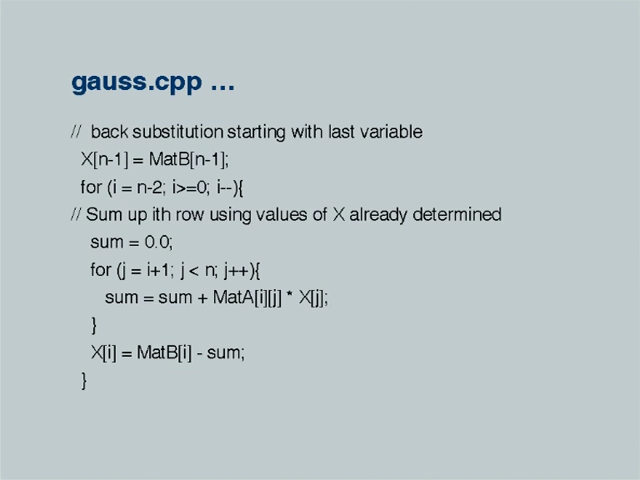 gauss.cpp …
// back substitution starting with last variable
X[n-1] = MatB[n-1];
for (i = n-2; i>=0; i--){
// Sum up ith row using values of X already determined
sum = 0.0;
for (j = i+1; j < n; j++){
sum = sum + MatA[i][j] * X[j];
}
X[i] = MatB[i] - sum;
}